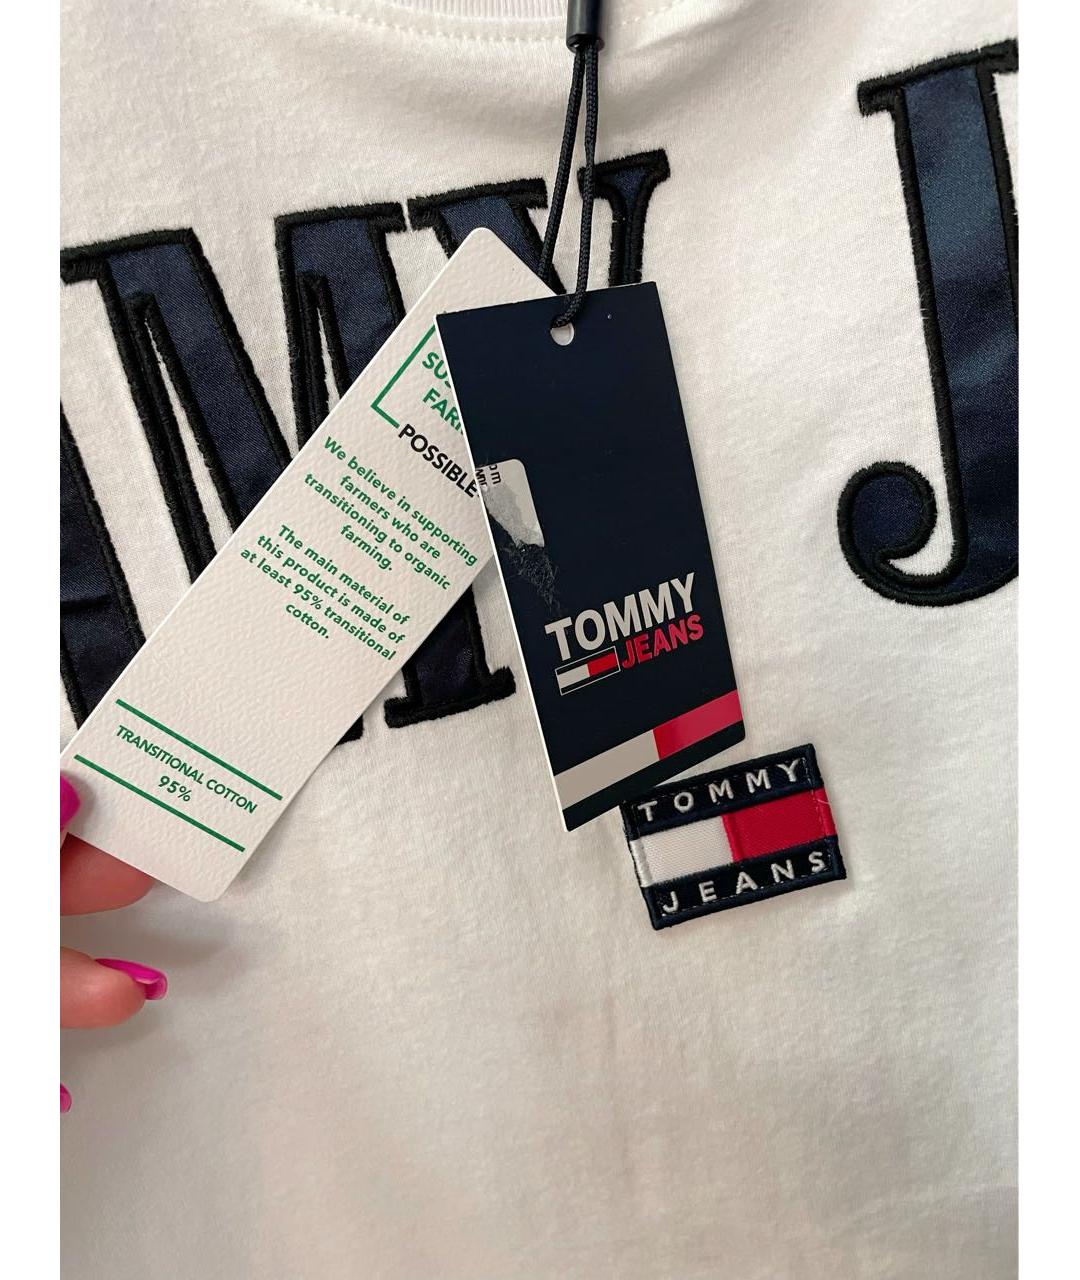 MY J
POSSIBLE
We believe in supporting
farmers who are
transitioning to organic
farming.
The main material of
this product is made of
at least 95% transitional
cotton.
TRANSITIONAL COTTON
95%
TOMMY
JEANS
TOMMY
JEANS